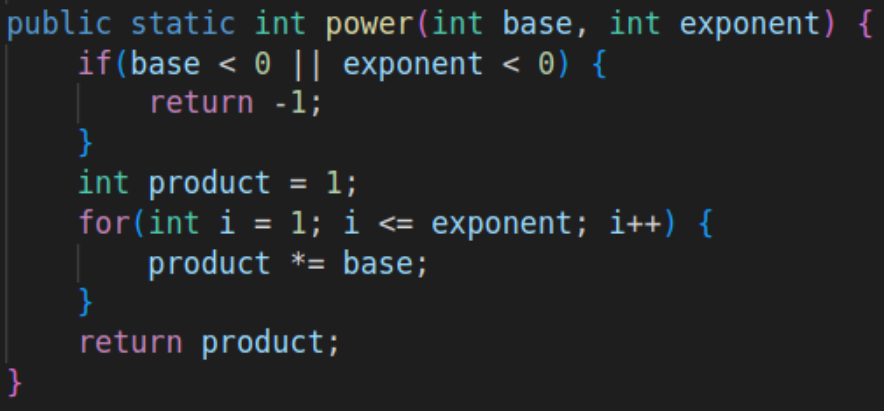 public static int power(int base, int exponent) {
    if(base < 0 || exponent < 0) {
        return -1;
    }
    int product = 1;
    for(int i = 1; i <= exponent; i++) {
        product *= base;
    }
    return product;
}